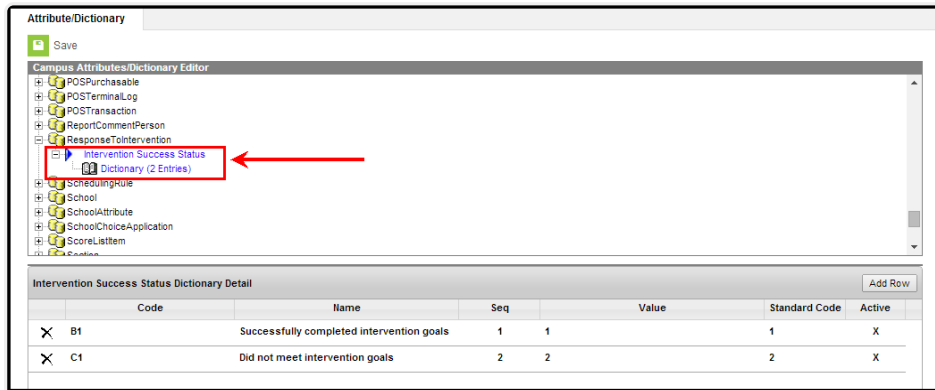 Attribute/Dictionary
Save
Campus Attributes/Dictionary Editor
POSPurchasable
POSTerminalLog
POSTransaction
ReportCommentPerson
ResponseToIntervention
Intervention Success Status
Dictionary (2 Entries)
SchedulingRule
School
SchoolAttribute
SchoolChoiceApplication
ScoreListItem
Section
Intervention Success Status Dictionary Detail Add Row
Code Name Seq Value Standard Code Active
B1 Successfully completed intervention goals 1 1 1 X
C1 Did not meet intervention goals 2 2 2 X